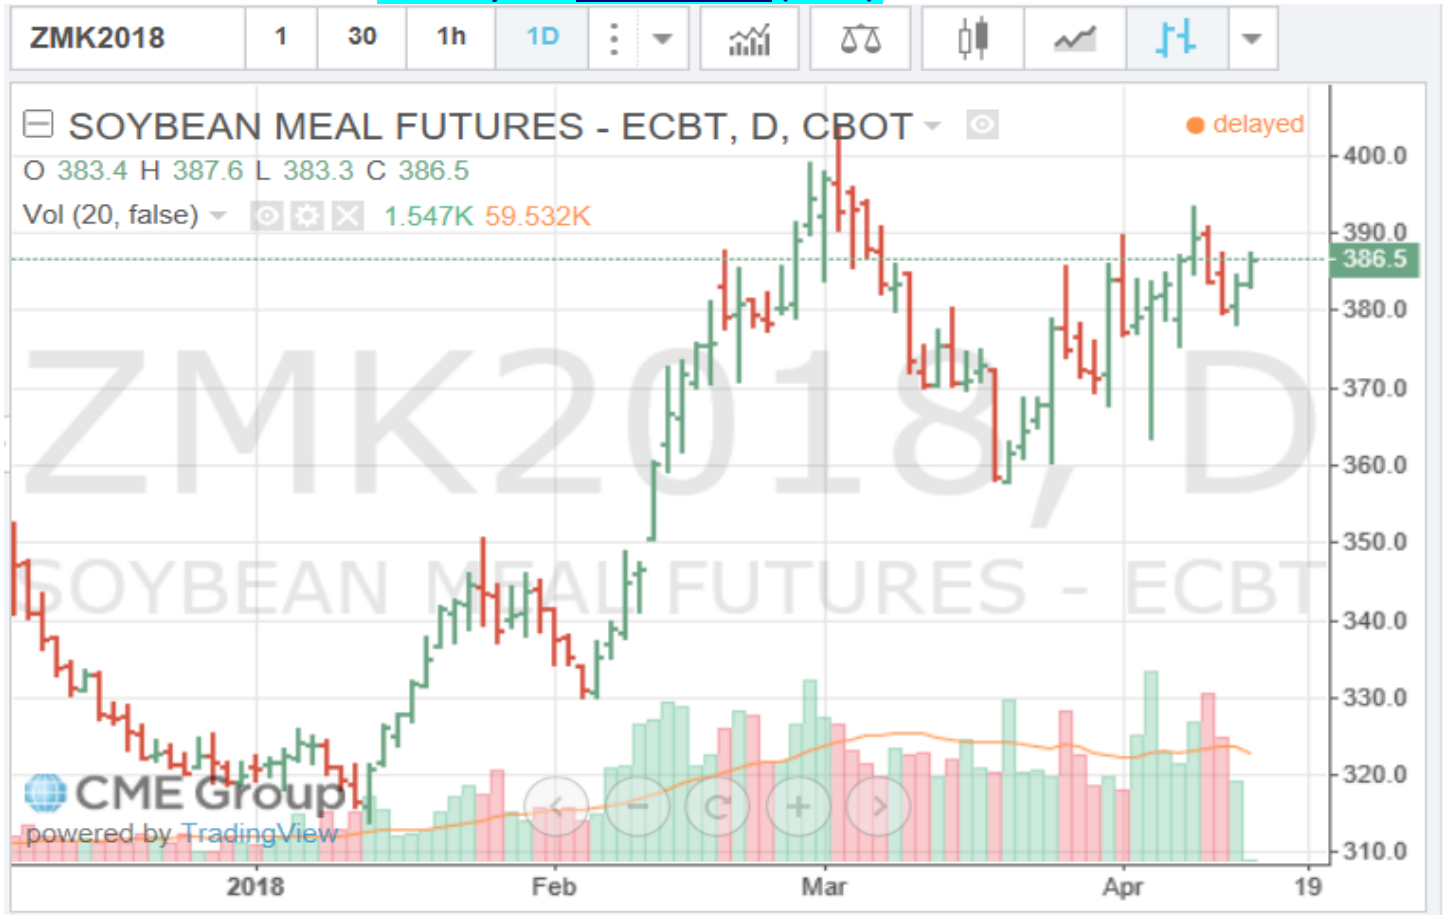 ZMK2018 1 30 1h 1D
SOYBEAN MEAL FUTURES - ECBT, D, CBOT
delayed
O 383.4 H 387.6 L 383.3 C 386.5
Vol (20, false) 1.547K 59.532K
400.0
390.0
386.5
380.0
370.0
360.0
350.0
340.0
330.0
320.0
310.0
ZMK2018, D
SOYBEAN MEAL FUTURES - ECBT
CME Group
powered by TradingView
2018 Feb Mar Apr 19